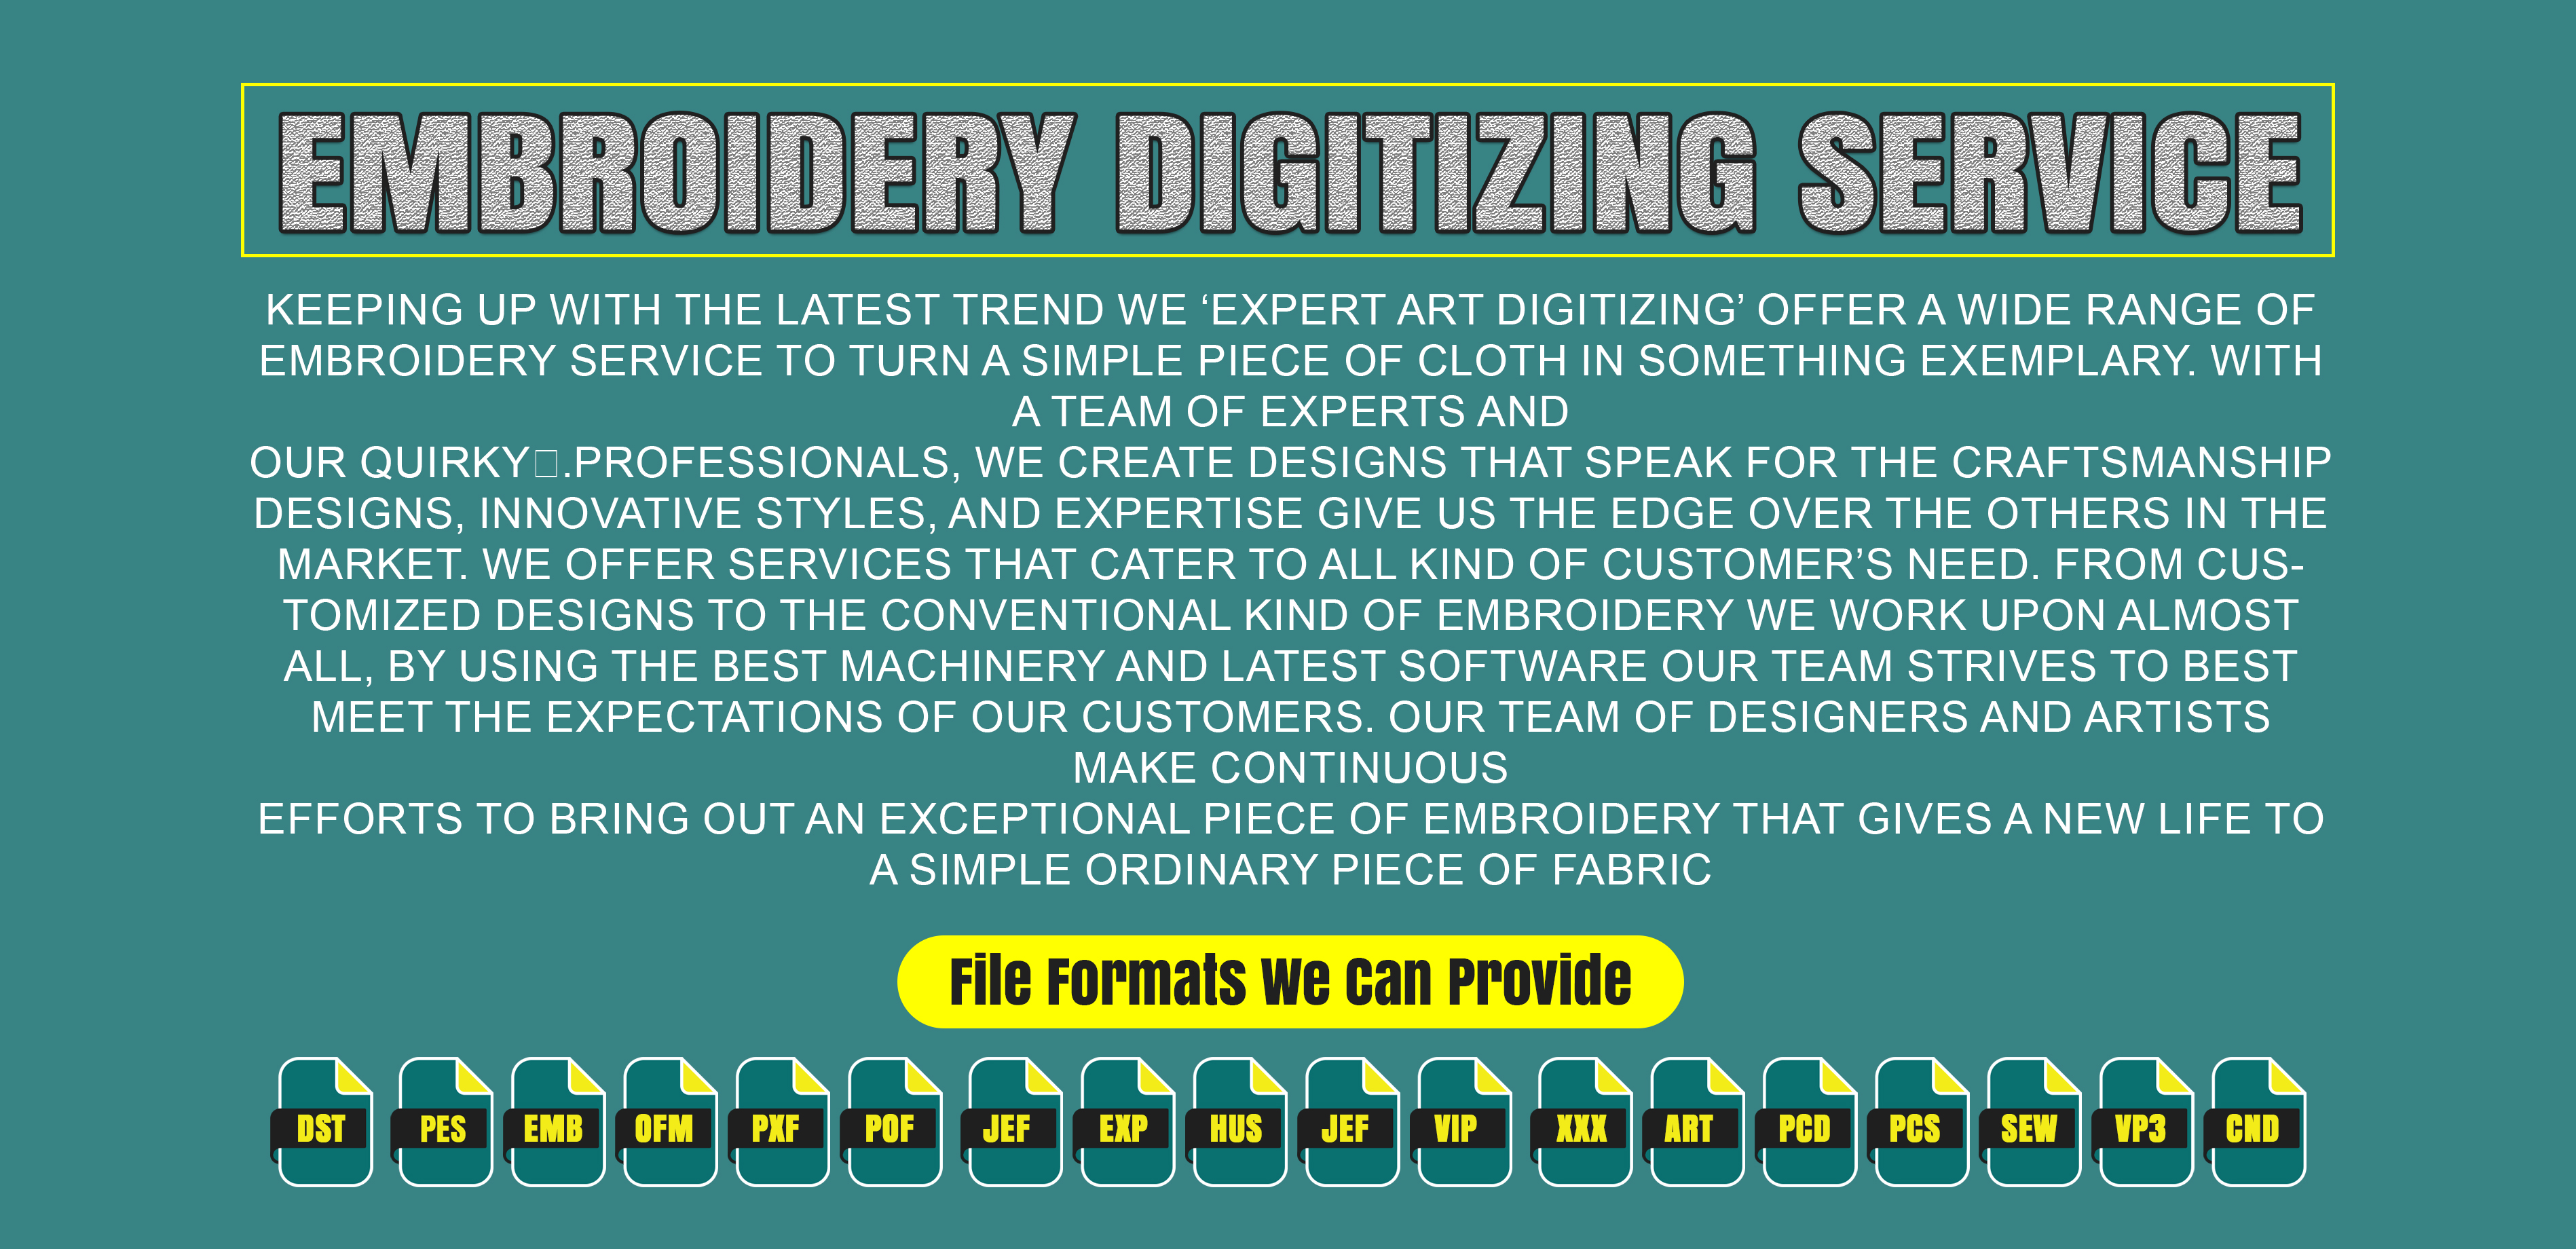 EMBROIDERY DIGITIZING SERVICE
KEEPING UP WITH THE LATEST TREND WE ‘EXPERT ART DIGITIZING’ OFFER A WIDE RANGE OF
EMBROIDERY SERVICE TO TURN A SIMPLE PIECE OF CLOTH IN SOMETHING EXEMPLARY. WITH
A TEAM OF EXPERTS AND
OUR QUIRKY□.PROFESSIONALS, WE CREATE DESIGNS THAT SPEAK FOR THE CRAFTSMANSHIP
DESIGNS, INNOVATIVE STYLES, AND EXPERTISE GIVE US THE EDGE OVER THE OTHERS IN THE
MARKET. WE OFFER SERVICES THAT CATER TO ALL KIND OF CUSTOMER’S NEED. FROM CUS-
TOMIZED DESIGNS TO THE CONVENTIONAL KIND OF EMBROIDERY WE WORK UPON ALMOST
ALL, BY USING THE BEST MACHINERY AND LATEST SOFTWARE OUR TEAM STRIVES TO BEST
MEET THE EXPECTATIONS OF OUR CUSTOMERS. OUR TEAM OF DESIGNERS AND ARTISTS
MAKE CONTINUOUS
EFFORTS TO BRING OUT AN EXCEPTIONAL PIECE OF EMBROIDERY THAT GIVES A NEW LIFE TO
A SIMPLE ORDINARY PIECE OF FABRIC
File Formats We Can Provide
DST PES EMB OFM PXF POF JEF EXP HUS JEF VIP XXX ART PCD PCS SEW VP3 CND